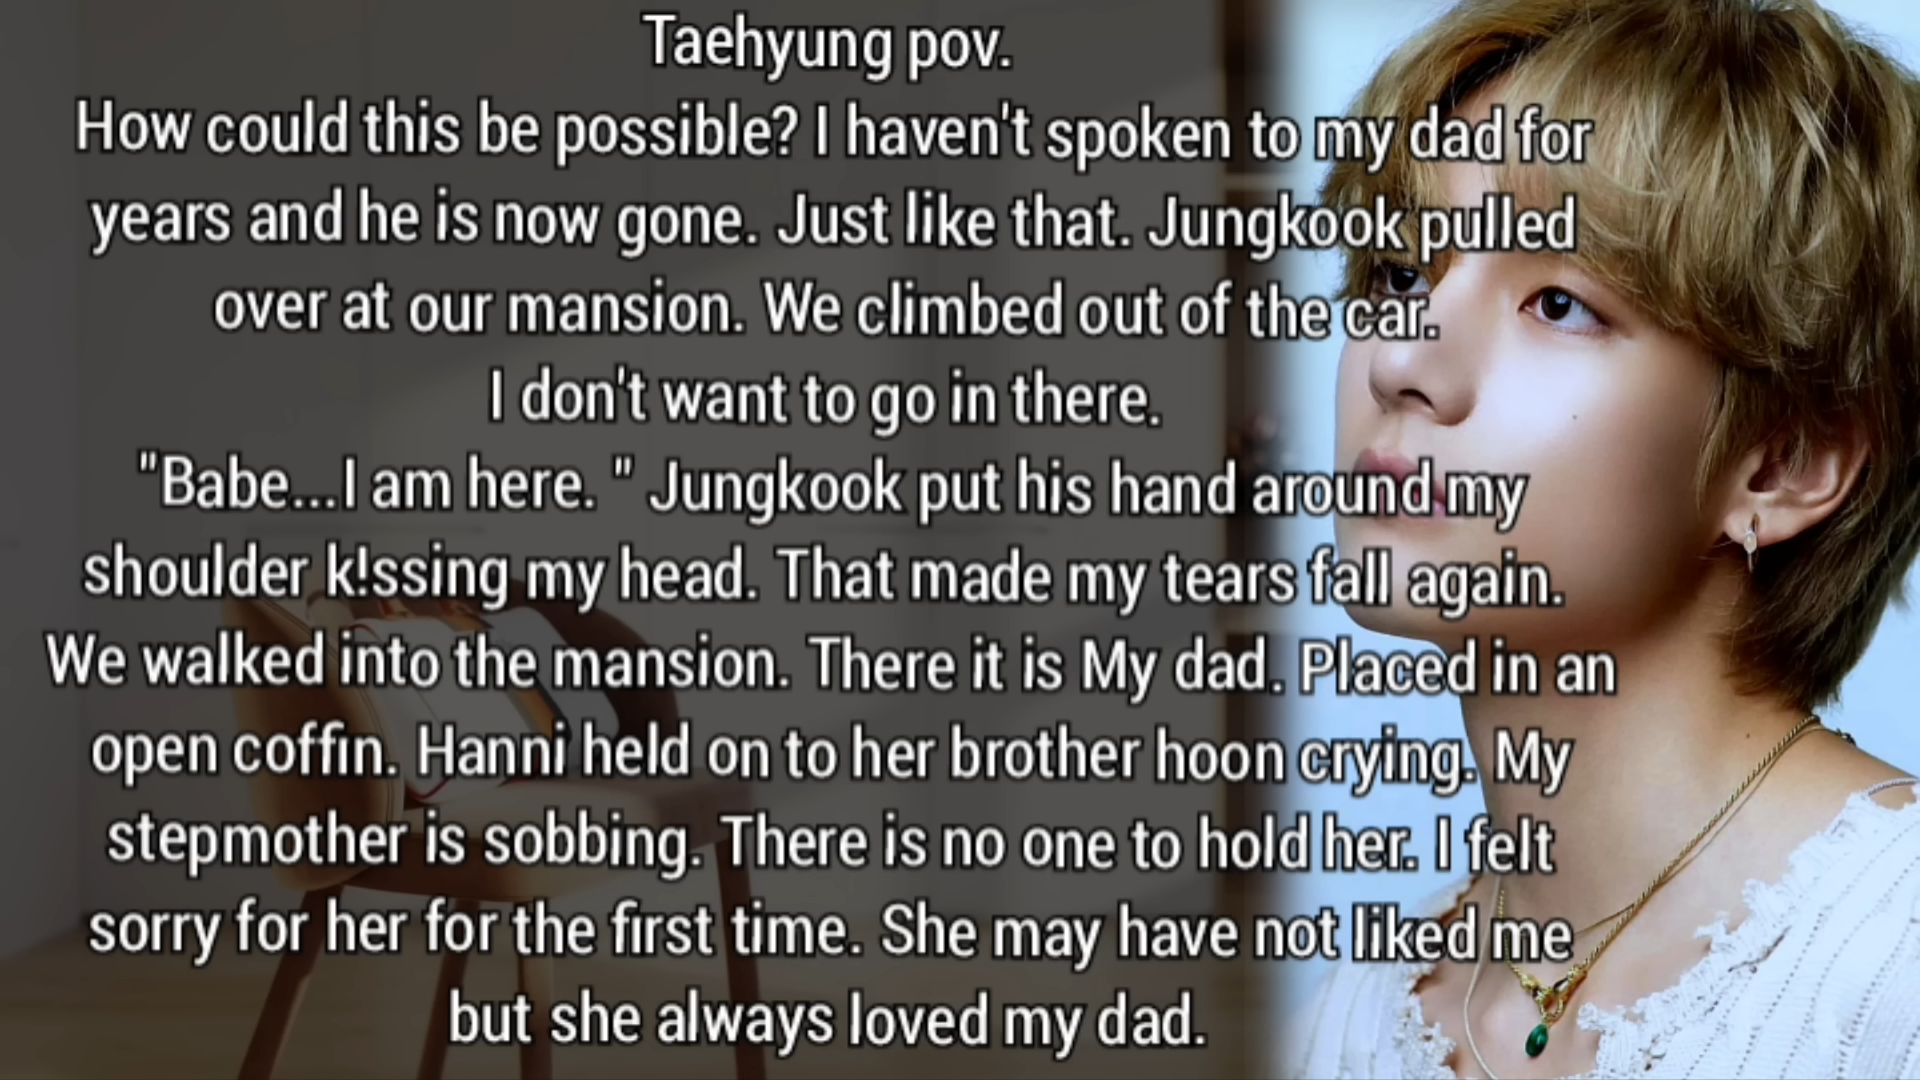 Taehyung pov.
How could this be possible? I haven't spoken to my dad for
years and he is now gone. Just like that. Jungkook pulled
over at our mansion. We climbed out of the car.
I don't want to go in there.
"Babe...I am here. " Jungkook put his hand around my
shoulder k!ssing my head. That made my tears fall again.
We walked into the mansion. There it is My dad. Placed in an
open coffin. Hanni held on to her brother hoon crying. My
stepmother is sobbing. There is no one to hold her. I felt
sorry for her for the first time. She may have not liked me
but she always loved my dad.